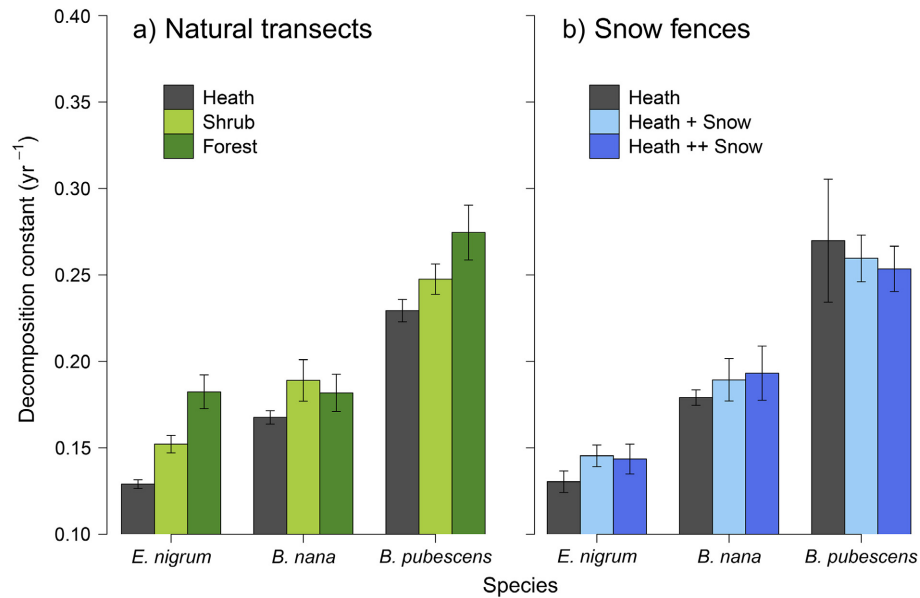 a) Natural transects
Heath
Shrub
Forest
b) Snow fences
Heath
Heath + Snow
Heath ++ Snow
Decomposition constant (yr ⁻¹)
0.40
0.35
0.30
0.25
0.20
0.15
0.10
E. nigrum
B. nana
B. pubescens
E. nigrum
B. nana
B. pubescens
Species